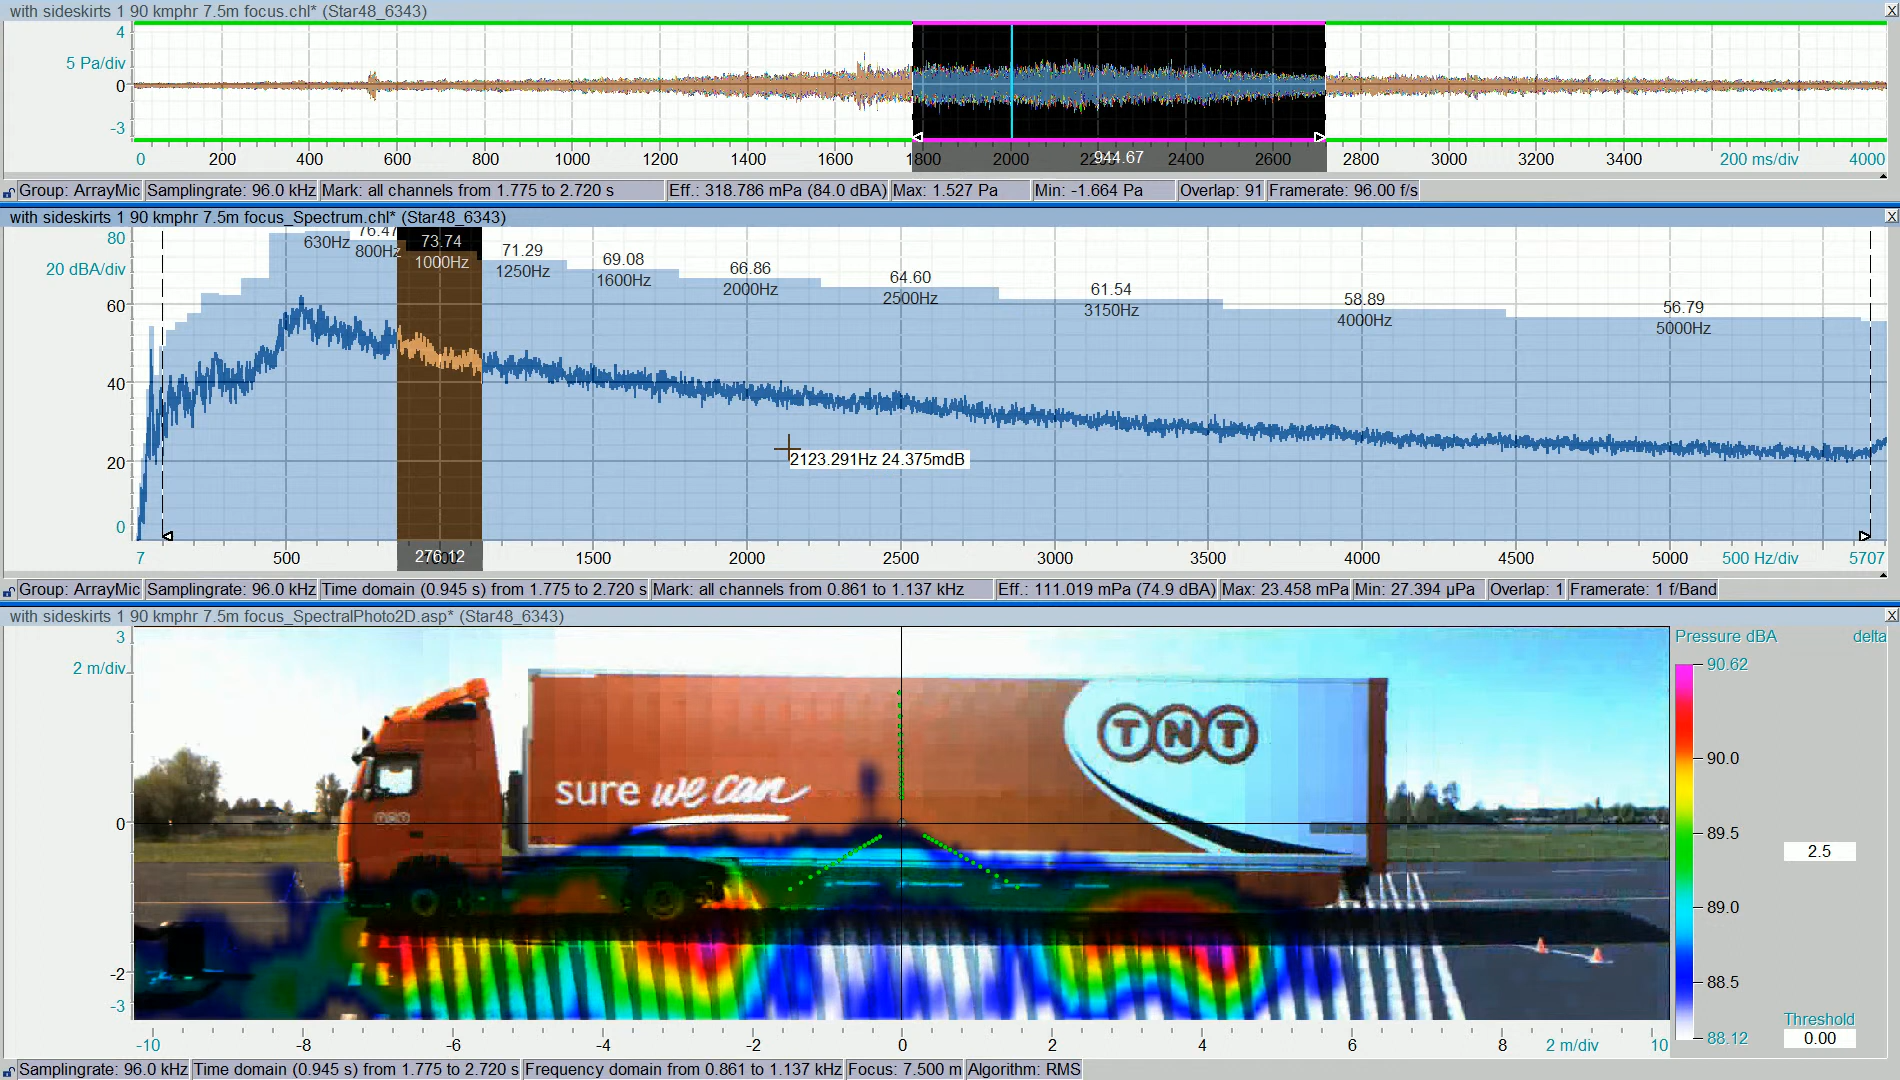 with sideskirts 1 90 kmphr 7.5m focus.chl* (Star48_6343)
4
5 Pa/div
0
-3
0 200 400 600 800 1000 1200 1400 1600 1800 2000 2200 2400 2600 2800 3000 3200 3400 200 ms/div 4000
944.67
Group: ArrayMic Samplingrate: 96.0 kHz Mark: all channels from 1.775 to 2.720 s Eff.: 318.786 mPa (84.0 dBA) Max: 1.527 Pa Min: -1.664 Pa Overlap: 91 Framerate: 96.00 f/s
with sideskirts 1 90 kmphr 7.5m focus_Spectrum.chl* (Star48_6343)
80
20 dBA/div
60
40
20
0
630Hz
76.47
800Hz
73.74
1000Hz
71.29
1250Hz
69.08
1600Hz
66.86
2000Hz
64.60
2500Hz
61.54
3150Hz
58.89
4000Hz
56.79
5000Hz
2123.291Hz 24.375mdB
7 500 276.12 1500 2000 2500 3000 3500 4000 4500 5000 500 Hz/div 5707
Group: ArrayMic Samplingrate: 96.0 kHz Time domain (0.945 s) from 1.775 to 2.720 s Mark: all channels from 0.861 to 1.137 kHz Eff.: 111.019 mPa (74.9 dBA) Max: 23.458 mPa Min: 27.394 µPa Overlap: 1 Framerate: 1 f/Band
with sideskirts 1 90 kmphr 7.5m focus_SpectralPhoto2D.asp* (Star48_6343)
3
2 m/div
0
-2
-3
TNT
sure we can
TNT
Pressure dBA delta
90.62
90.0
89.5
2.5
89.0
88.5
Threshold
88.12
0.00
-10 -8 -6 -4 -2 0 2 4 6 8 2 m/div 10
Samplingrate: 96.0 kHz Time domain (0.945 s) from 1.775 to 2.720 s Frequency domain from 0.861 to 1.137 kHz Focus: 7.500 m Algorithm: RMS